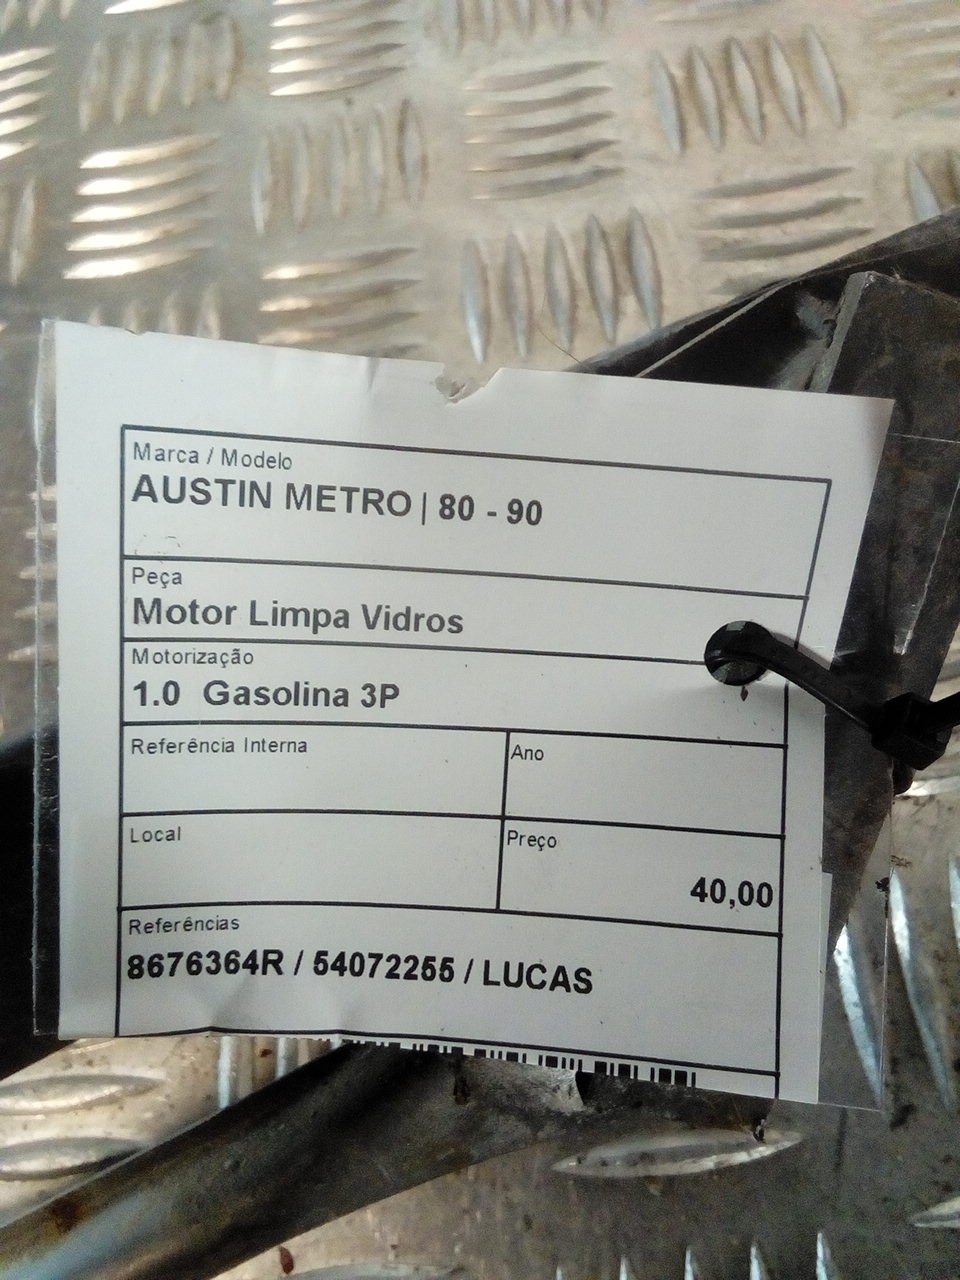 Marca / Modelo
AUSTIN METRO | 80 - 90
Peça
Motor Limpa Vidros
Motorização
1.0 Gasolina 3P
Referência Interna
Ano
Local
Preço
40,00
Referências
8676364R / 54072255 / LUCAS